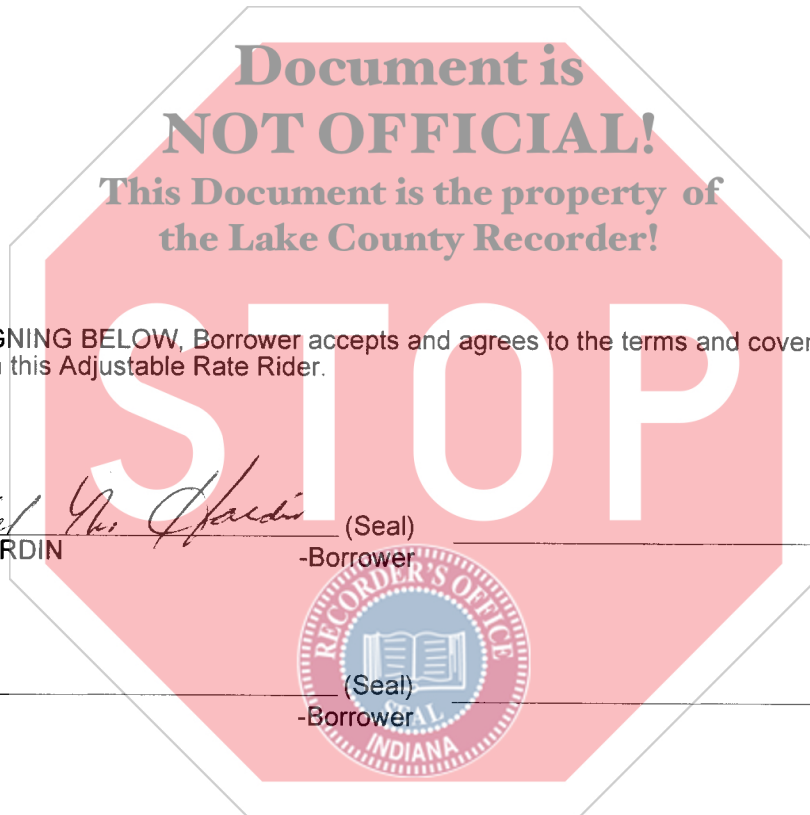 Document is
NOT OFFICIAL!
This Document is the property of
the Lake County Recorder!
GNING BELOW, Borrower accepts and agrees to the terms and cover
this Adjustable Rate Rider.
STOP
M. Hardin (Seal)
RDIN -Borrower
RECORDER'S OFFICE
(Seal)
-Borrower
SEAL
INDIANA